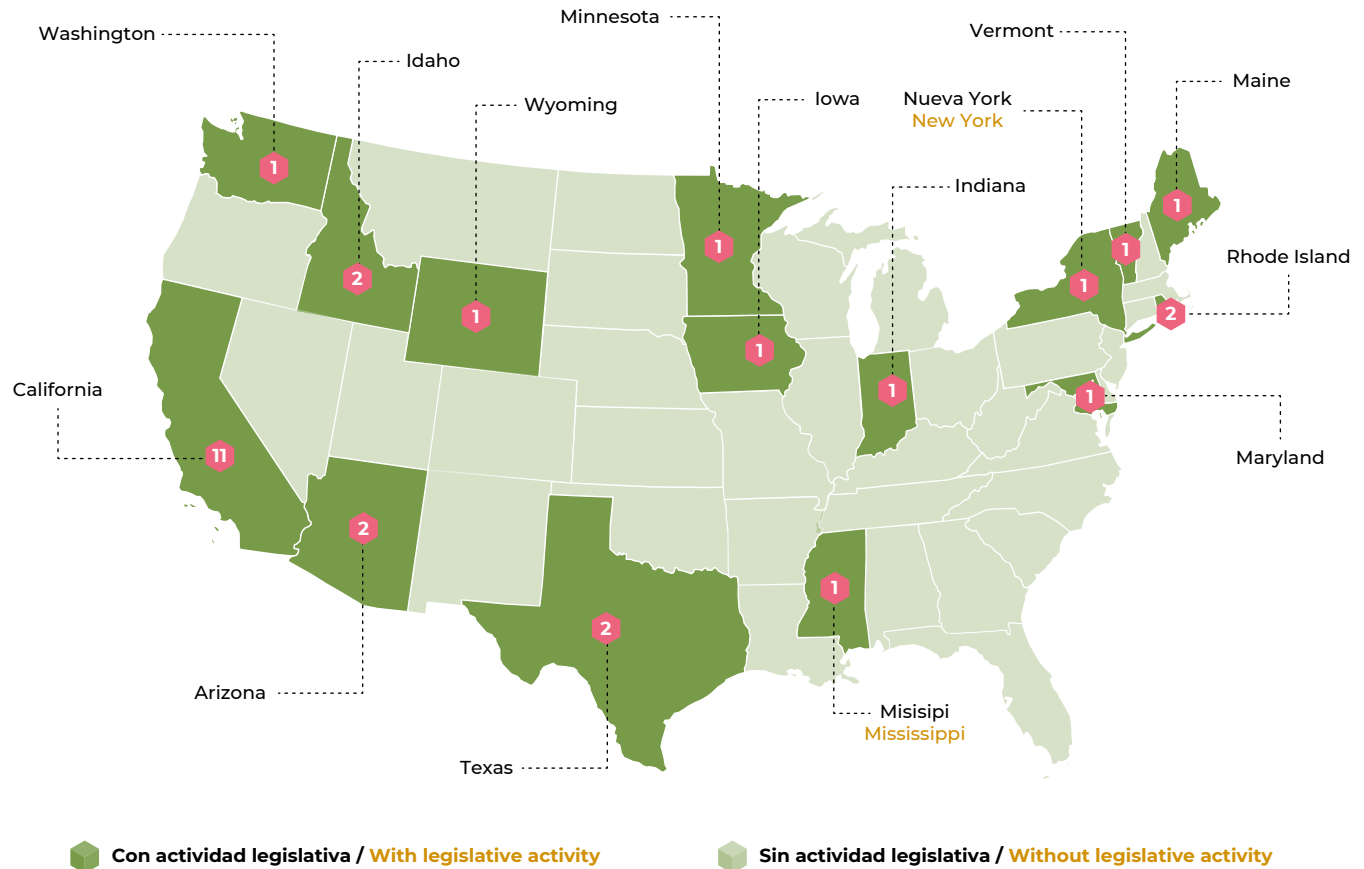 Minnesota
Vermont
Washington
Idaho
Maine
Wyoming
Iowa
Nueva York
New York
1
Indiana
1
1
1
Rhode Island
2
1
1
1
2
1
1
California
1
1
Maryland
11
2
1
2
Arizona
Misisipi
Mississippi
Texas
Con actividad legislativa / With legislative activity
Sin actividad legislativa / Without legislative activity